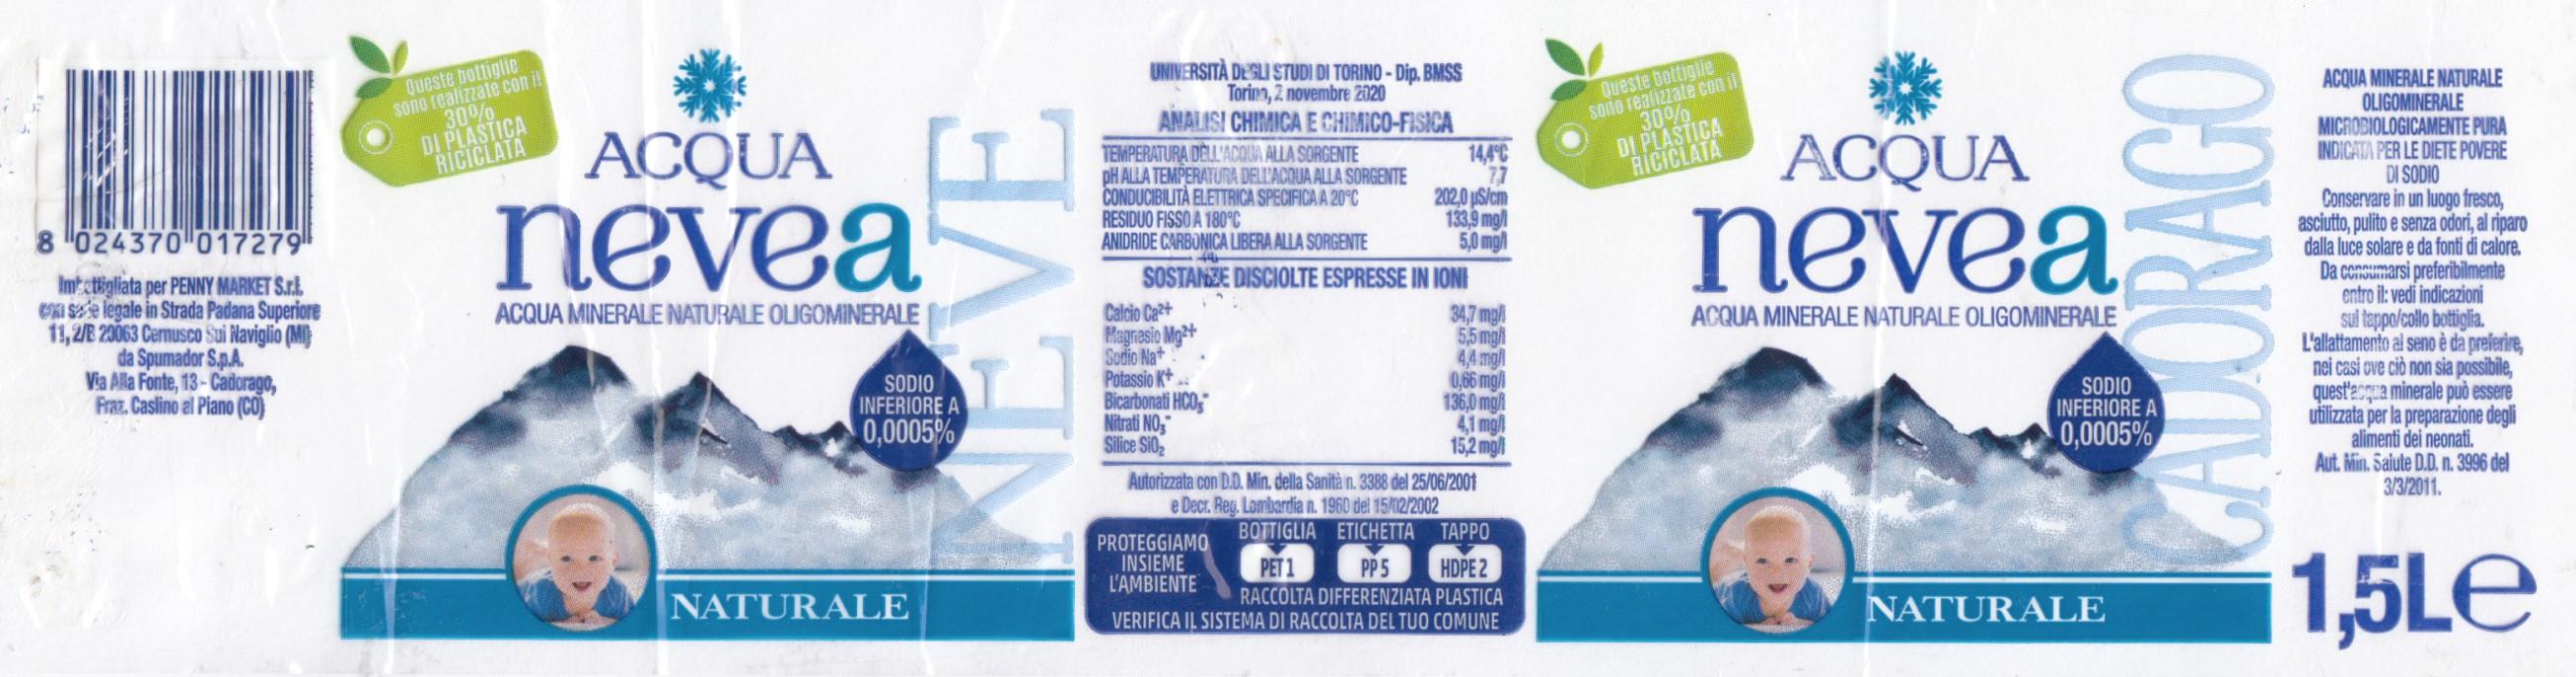 8 024370 017279
Imbottigliata per PENNY MARKET S.r.l.
con sede legale in Strada Padana Superiore
11, 2/B 20063 Cernusco Sul Naviglio (MI)
da Spumador S.p.A.
Via Alla Fonte, 13 - Cadorago,
Fraz. Caslino al Piano (CO)
Queste bottiglie
sono realizzate con il
30%
DI PLASTICA
RICICLATA
ACQUA
nevea
ACQUA MINERALE NATURALE OLIGOMINERALE
SODIO
INFERIORE A
0,0005%
NATURALE
NEVE
UNIVERSITÀ DEGLI STUDI DI TORINO - Dip. BMSS
Torino, 2 novembre 2020
ANALISI CHIMICA E CHIMICO-FISICA
TEMPERATURA DELL'ACQUA ALLA SORGENTE 14,4°C
pH ALLA TEMPERATURA DELL'ACQUA ALLA SORGENTE 7,7
CONDUCIBILITÀ ELETTRICA SPECIFICA A 20°C 202,0 µS/cm
RESIDUO FISSO A 180°C 133,9 mg/l
ANIDRIDE CARBONICA LIBERA ALLA SORGENTE 5,0 mg/l
SOSTANZE DISCIOLTE ESPRESSE IN IONI
Calcio Ca²⁺ 34,7 mg/l
Magnesio Mg²⁺ 5,5 mg/l
Sodio Na⁺ 4,4 mg/l
Potassio K⁺ 0,66 mg/l
Bicarbonati HCO₃⁻ 136,0 mg/l
Nitrati NO₃⁻ 4,1 mg/l
Silice SiO₂ 15,2 mg/l
Autorizzata con D.D. Min. della Sanità n. 3388 del 25/06/2001
e Decr. Reg. Lombardia n. 1960 del 15/02/2002
PROTEGGIAMO
INSIEME
L'AMBIENTE
BOTTIGLIA ETICHETTA TAPPO
PET 1 PP 5 HDPE 2
RACCOLTA DIFFERENZIATA PLASTICA
VERIFICA IL SISTEMA DI RACCOLTA DEL TUO COMUNE
Queste bottiglie
sono realizzate con il
30%
DI PLASTICA
RICICLATA
ACQUA
nevea
ACQUA MINERALE NATURALE OLIGOMINERALE
SODIO
INFERIORE A
0,0005%
NATURALE
CADORAGO
ACQUA MINERALE NATURALE
OLIGOMINERALE
MICROBIOLOGICAMENTE PURA
INDICATA PER LE DIETE POVERE
DI SODIO
Conservare in un luogo fresco,
asciutto, pulito e senza odori, al riparo
dalla luce solare e da fonti di calore.
Da consumarsi preferibilmente
entro il: vedi indicazioni
sul tappo/collo bottiglia.
L'allattamento al seno è da preferire,
nei casi ove ciò non sia possibile,
quest'acqua minerale può essere
utilizzata per la preparazione degli
alimenti dei neonati.
Aut. Min. Salute D.D. n. 3996 del
3/3/2011.
1,5L e